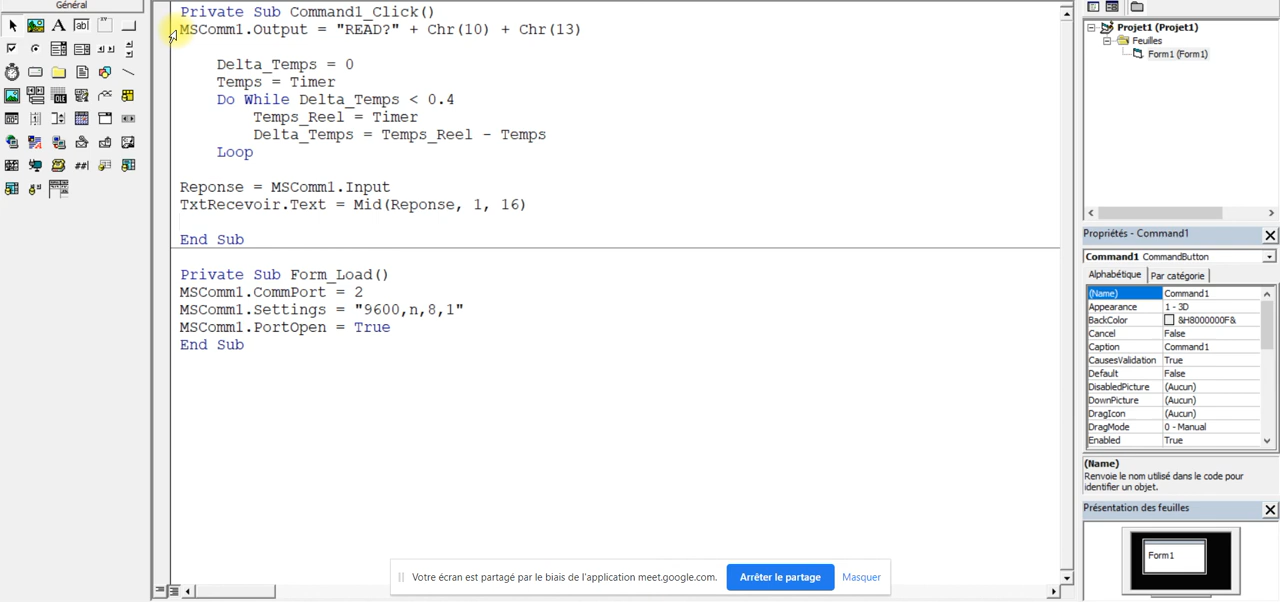 Général
Private Sub Command1_Click()
MSComm1.Output = "READ?" + Chr(10) + Chr(13)
Delta_Temps = 0
Temps = Timer
Do While Delta_Temps < 0.4
Temps_Reel = Timer
Delta_Temps = Temps_Reel - Temps
Loop
Reponse = MSComm1.Input
TxtRecevoir.Text = Mid(Reponse, 1, 16)
End Sub
Private Sub Form_Load()
MSComm1.CommPort = 2
MSComm1.Settings = "9600,n,8,1"
MSComm1.PortOpen = True
End Sub
Projet1 (Projet1)
Feuilles
Form1 (Form1)
Propriétés - Command1
Command1 CommandButton
Alphabétique Par catégorie
(Name) Command1
Appearance 1 - 3D
BackColor &H8000000F&
Cancel False
Caption Command1
CausesValidation True
Default False
DisabledPicture (Aucun)
DownPicture (Aucun)
DragIcon (Aucun)
DragMode 0 - Manual
Enabled True
(Name)
Renvoie le nom utilisé dans le code pour
identifier un objet.
Présentation des feuilles
Form1
Votre écran est partagé par le biais de l'application meet.google.com.
Arrêter le partage
Masquer